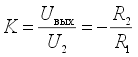 K = U_вых / U_2 = − R_2 / R_1